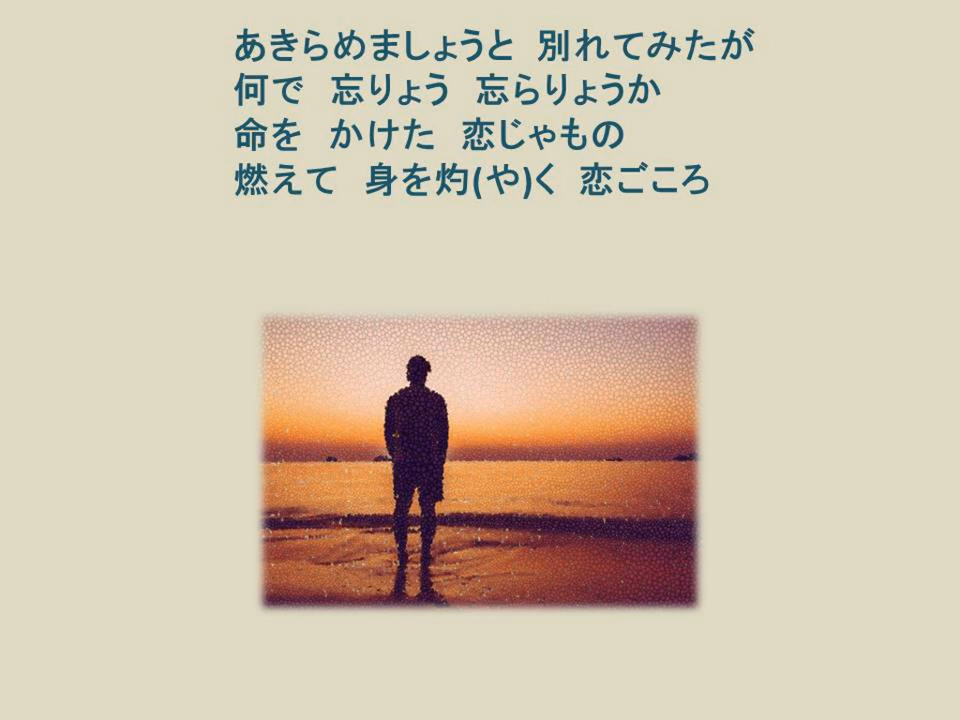 あきらめましょうと　別れてみたが
何で　忘りょう　忘らりょうか
命を　かけた　恋じゃもの
燃えて　身を灼(や)く　恋ごころ